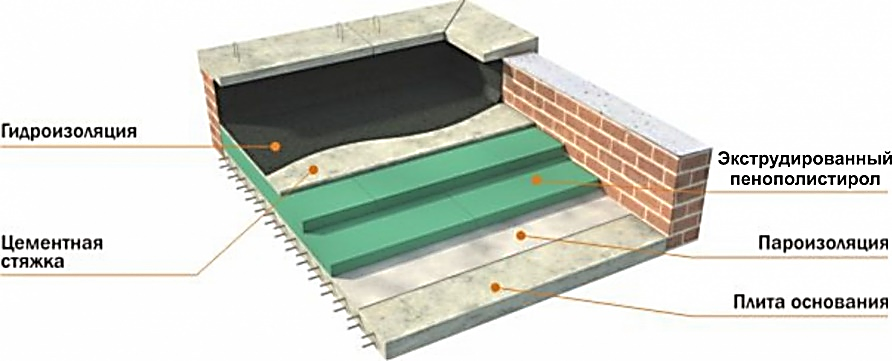 Гидроизоляция
Цементная
стяжка
Экструдированный
пенополистирол
Пароизоляция
Плита основания